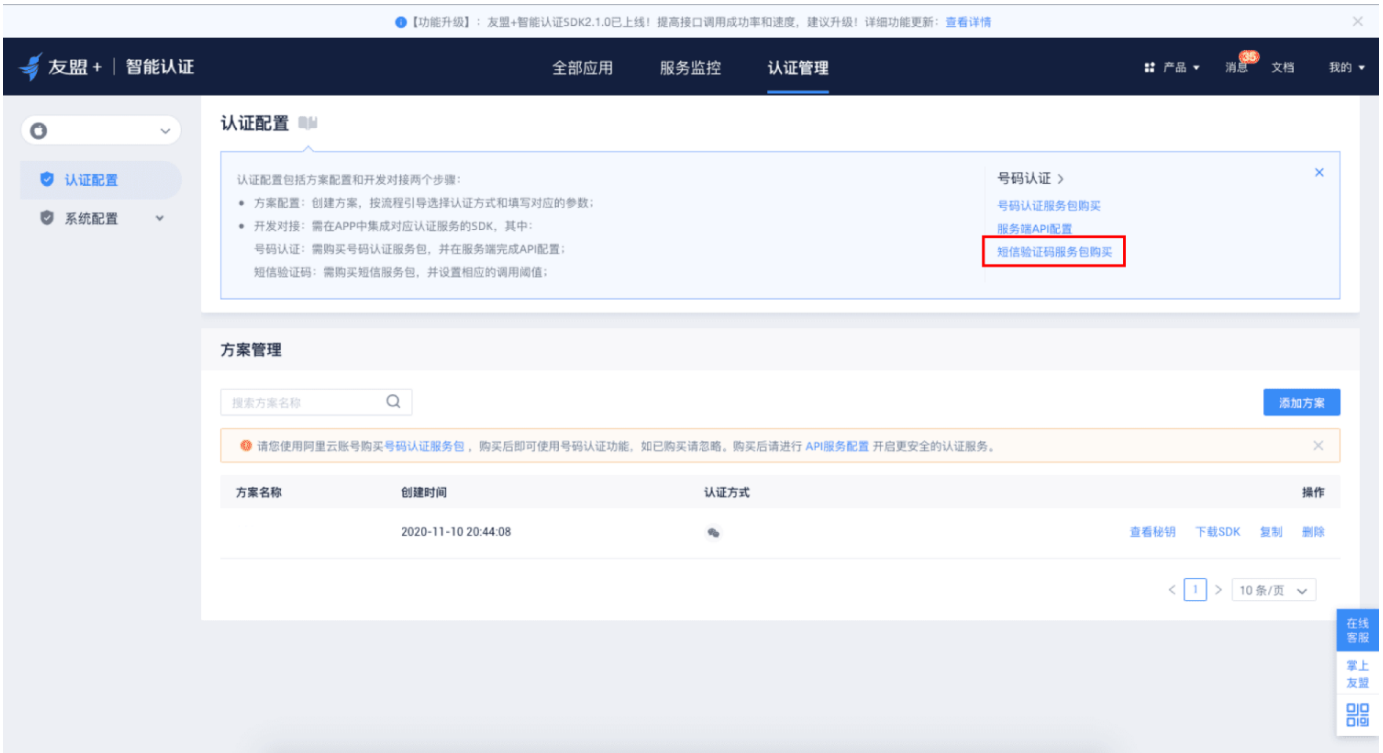 【功能升级】：友盟+智能认证SDK2.1.0已上线！提高接口调用成功率和速度，建议升级！详细功能更新：查看详情
友盟+ | 智能认证
全部应用
服务监控
认证管理
产品
消息
35
文档
我的
认证配置
系统配置
认证配置
认证配置包括方案配置和开发对接两个步骤：
• 方案配置：创建方案，按流程引导选择认证方式和填写对应的参数；
• 开发对接：需在APP中集成对应认证服务的SDK，其中：
号码认证：需购买号码认证服务包，并在服务端完成API配置；
短信验证码：需购买短信服务包，并设置相应的调用阈值；
号码认证 >
号码认证服务包购买
服务端API配置
短信验证码服务包购买
方案管理
搜索方案名称
添加方案
请您使用阿里云账号购买号码认证服务包，购买后即可使用号码认证功能，如已购买请忽略。购买后请进行 API服务配置 开启更安全的认证服务。
方案名称
创建时间
认证方式
操作
2020-11-10 20:44:08
查看秘钥
下载SDK
复制
删除
< 1 >
10 条/页
在线
客服
掌上
友盟